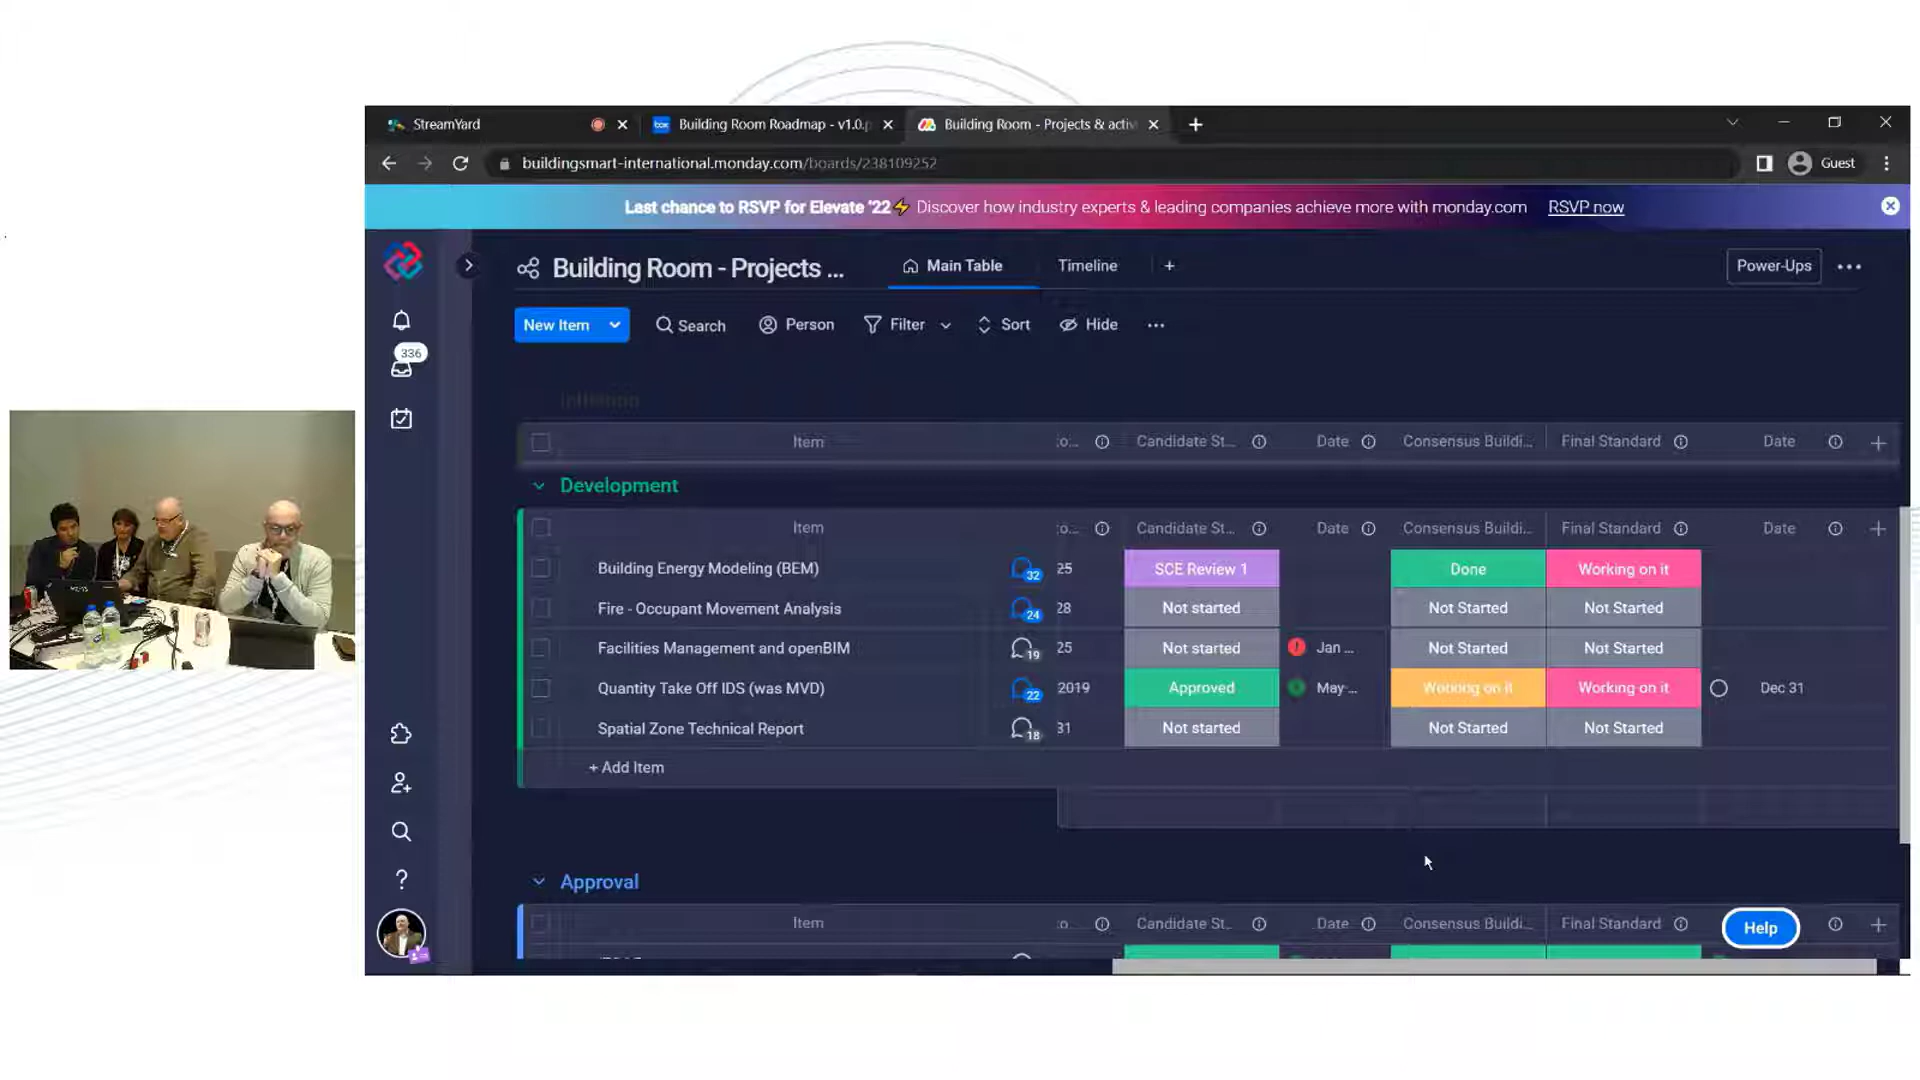 StreamYard
Building Room Roadmap - v1.0.p
Building Room - Projects & activ
buildingsmart-international.monday.com/boards/238109252
Guest
Last chance to RSVP for Elevate '22⚡ Discover how industry experts & leading companies achieve more with monday.com RSVP now
Building Room - Projects ...
Main Table
Timeline
+
Power-Ups
New Item
Search
Person
Filter
Sort
Hide
336
Item
o... Candidate St... Date Consensus Buildi... Final Standard Date
Development
Item o... Candidate St... Date Consensus Buildi... Final Standard Date
Building Energy Modeling (BEM) 32 25 SCE Review 1 Done Working on it
Fire - Occupant Movement Analysis 24 28 Not started Not Started Not Started
Facilities Management and openBIM 19 25 Not started Jan ... Not Started Not Started
Quantity Take Off IDS (was MVD) 22 2019 Approved May ... Working on it Working on it Dec 31
Spatial Zone Technical Report 18 31 Not started Not Started Not Started
+ Add Item
Approval
Item o... Candidate St... Date Consensus Buildi... Final Standard
Help